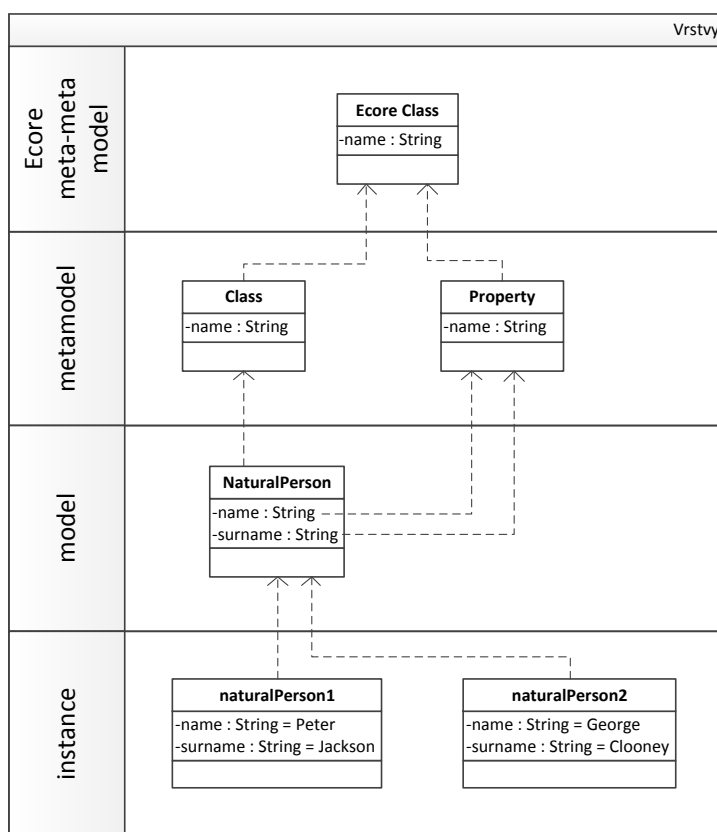 Vrstvy
Ecore
meta-meta
model
Ecore Class
-name : String
metamodel
Class
-name : String
Property
-name : String
model
NaturalPerson
-name : String
-surname : String
instance
naturalPerson1
-name : String = Peter
-surname : String = Jackson
naturalPerson2
-name : String = George
-surname : String = Clooney